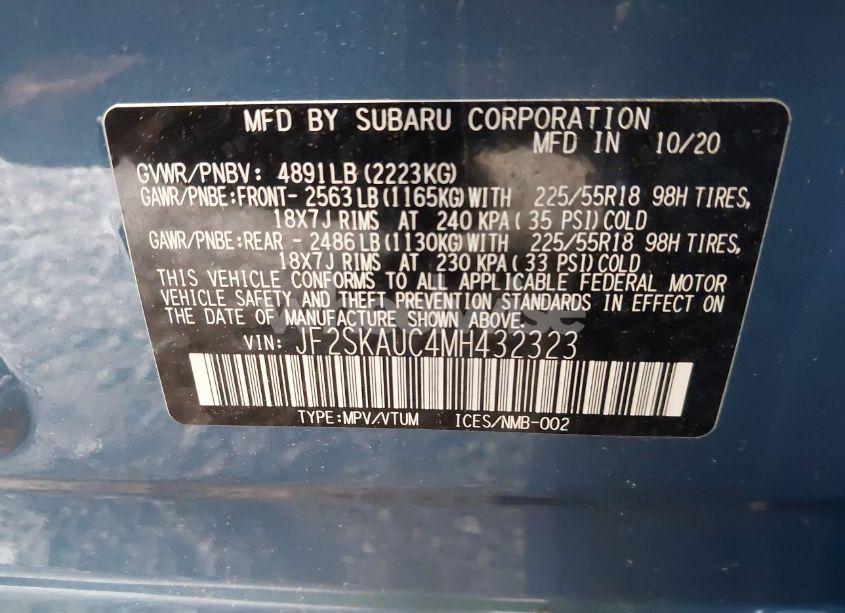 MFD BY SUBARU CORPORATION
MFD IN 10/20
GVWR/PNBV: 4891LB(2223KG)
GAWR/PNBE:FRONT- 2563LB(1165KG)WITH 225/55R18 98H TIRES,
18X7J RIMS AT 240 KPA( 35 PSI)COLD
GAWR/PNBE:REAR - 2486LB(1130KG)WITH 225/55R18 98H TIRES,
18X7J RIMS AT 230 KPA( 33 PSI)COLD
THIS VEHICLE CONFORMS TO ALL APPLICABLE FEDERAL MOTOR
VEHICLE SAFETY AND THEFT PREVENTION STANDARDS IN EFFECT ON
THE DATE OF MANUFACTURE SHOWN ABOVE.
VIN: JF2SKAUC4MH432323
TYPE:MPV/VTUM ICES/NMB-002